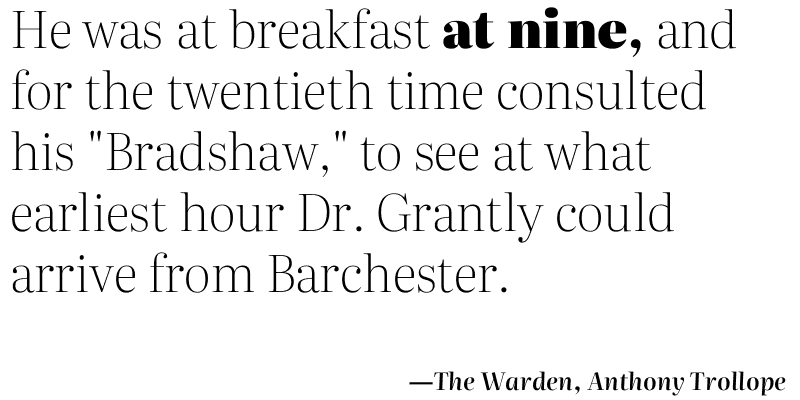 He was at breakfast at nine, and
for the twentieth time consulted
his "Bradshaw," to see at what
earliest hour Dr. Grantly could
arrive from Barchester.
—The Warden, Anthony Trollope